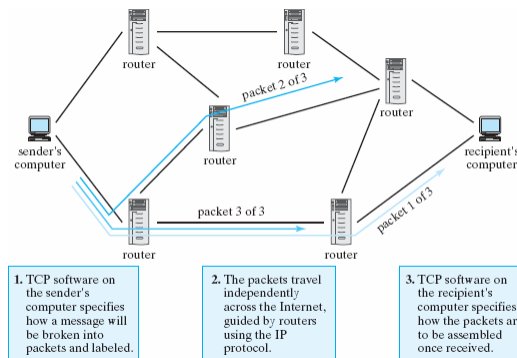 router
router
packet 2 of 3
router
sender's
computer
router
recipient's
computer
packet 3 of 3
packet 1 of 3
router
router
1. TCP software on
the sender's
computer specifies
how a message will
be broken into
packets and labeled.
2. The packets travel
independently
across the Internet,
guided by routers
using the IP
protocol.
3. TCP software on
the recipient's
computer specifies
how the packets ar
to be assembled
once received.